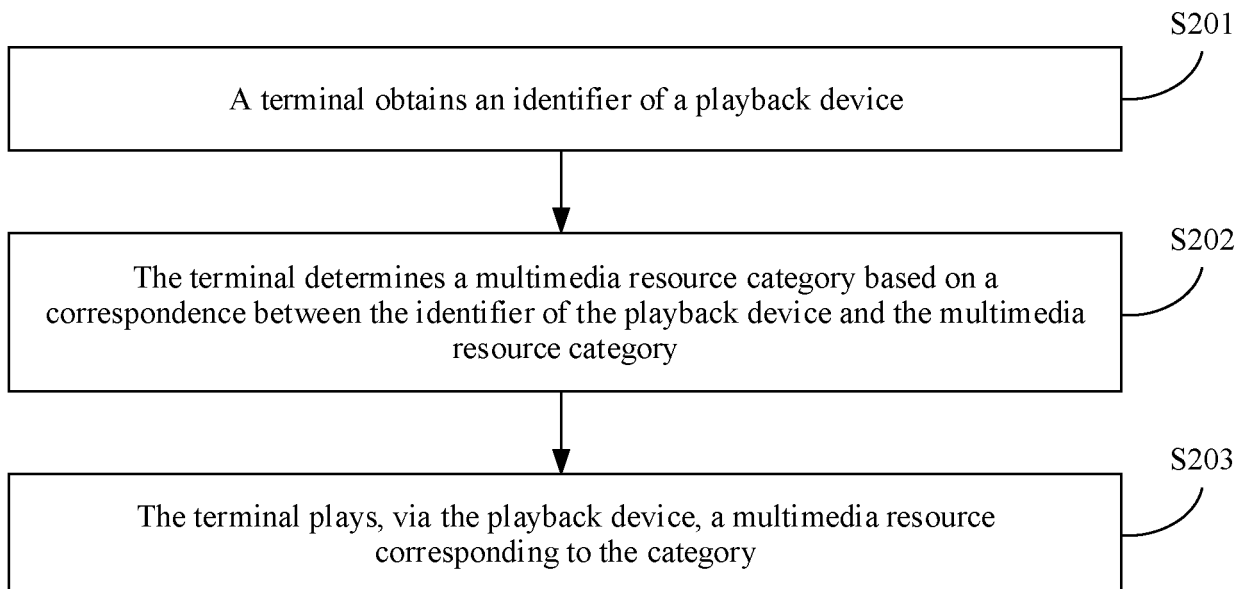 S201
A terminal obtains an identifier of a playback device
S202
The terminal determines a multimedia resource category based on a
correspondence between the identifier of the playback device and the multimedia
resource category
S203
The terminal plays, via the playback device, a multimedia resource
corresponding to the category